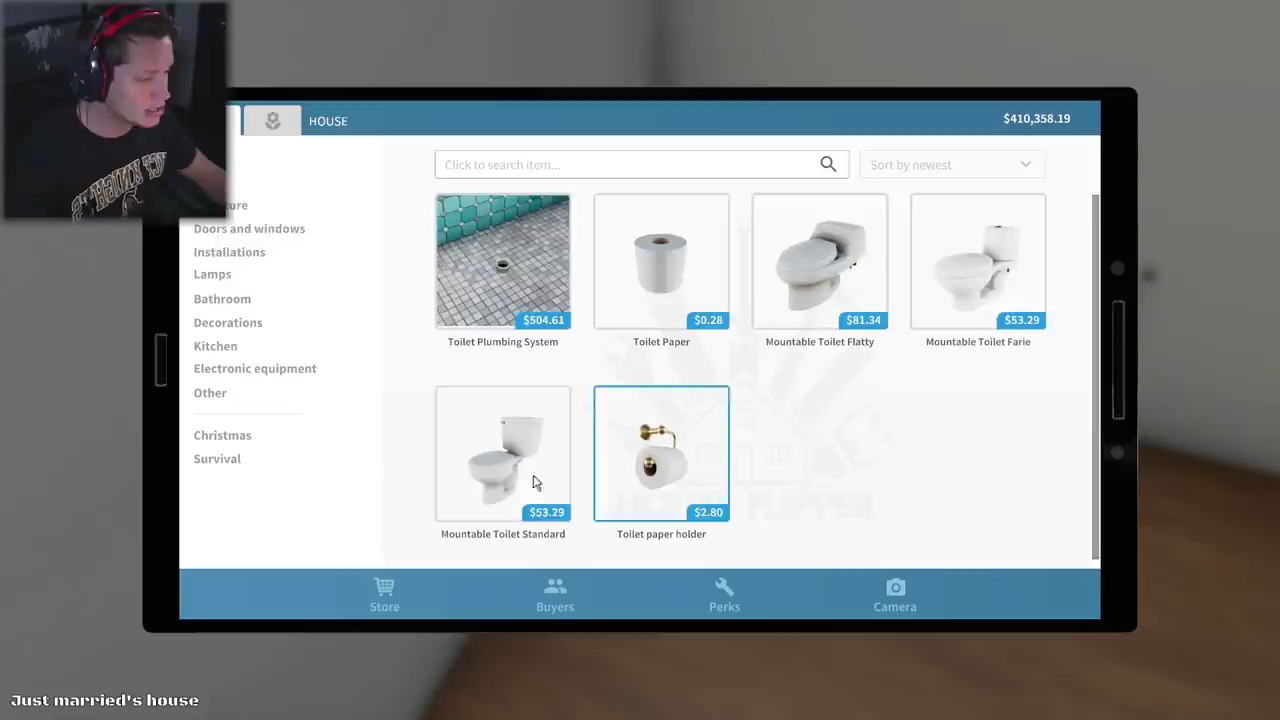 HOUSE
$410,358.19
Click to search item...
Sort by newest
ture
Doors and windows
Installations
Lamps
Bathroom
Decorations
Kitchen
Electronic equipment
Other
Christmas
Survival
$504.61
Toilet Plumbing System
$0.28
Toilet Paper
$81.34
Mountable Toilet Flatty
$53.29
Mountable Toilet Farie
$53.29
Mountable Toilet Standard
$2.80
Toilet paper holder
Store
Buyers
Perks
Camera
Just married's house